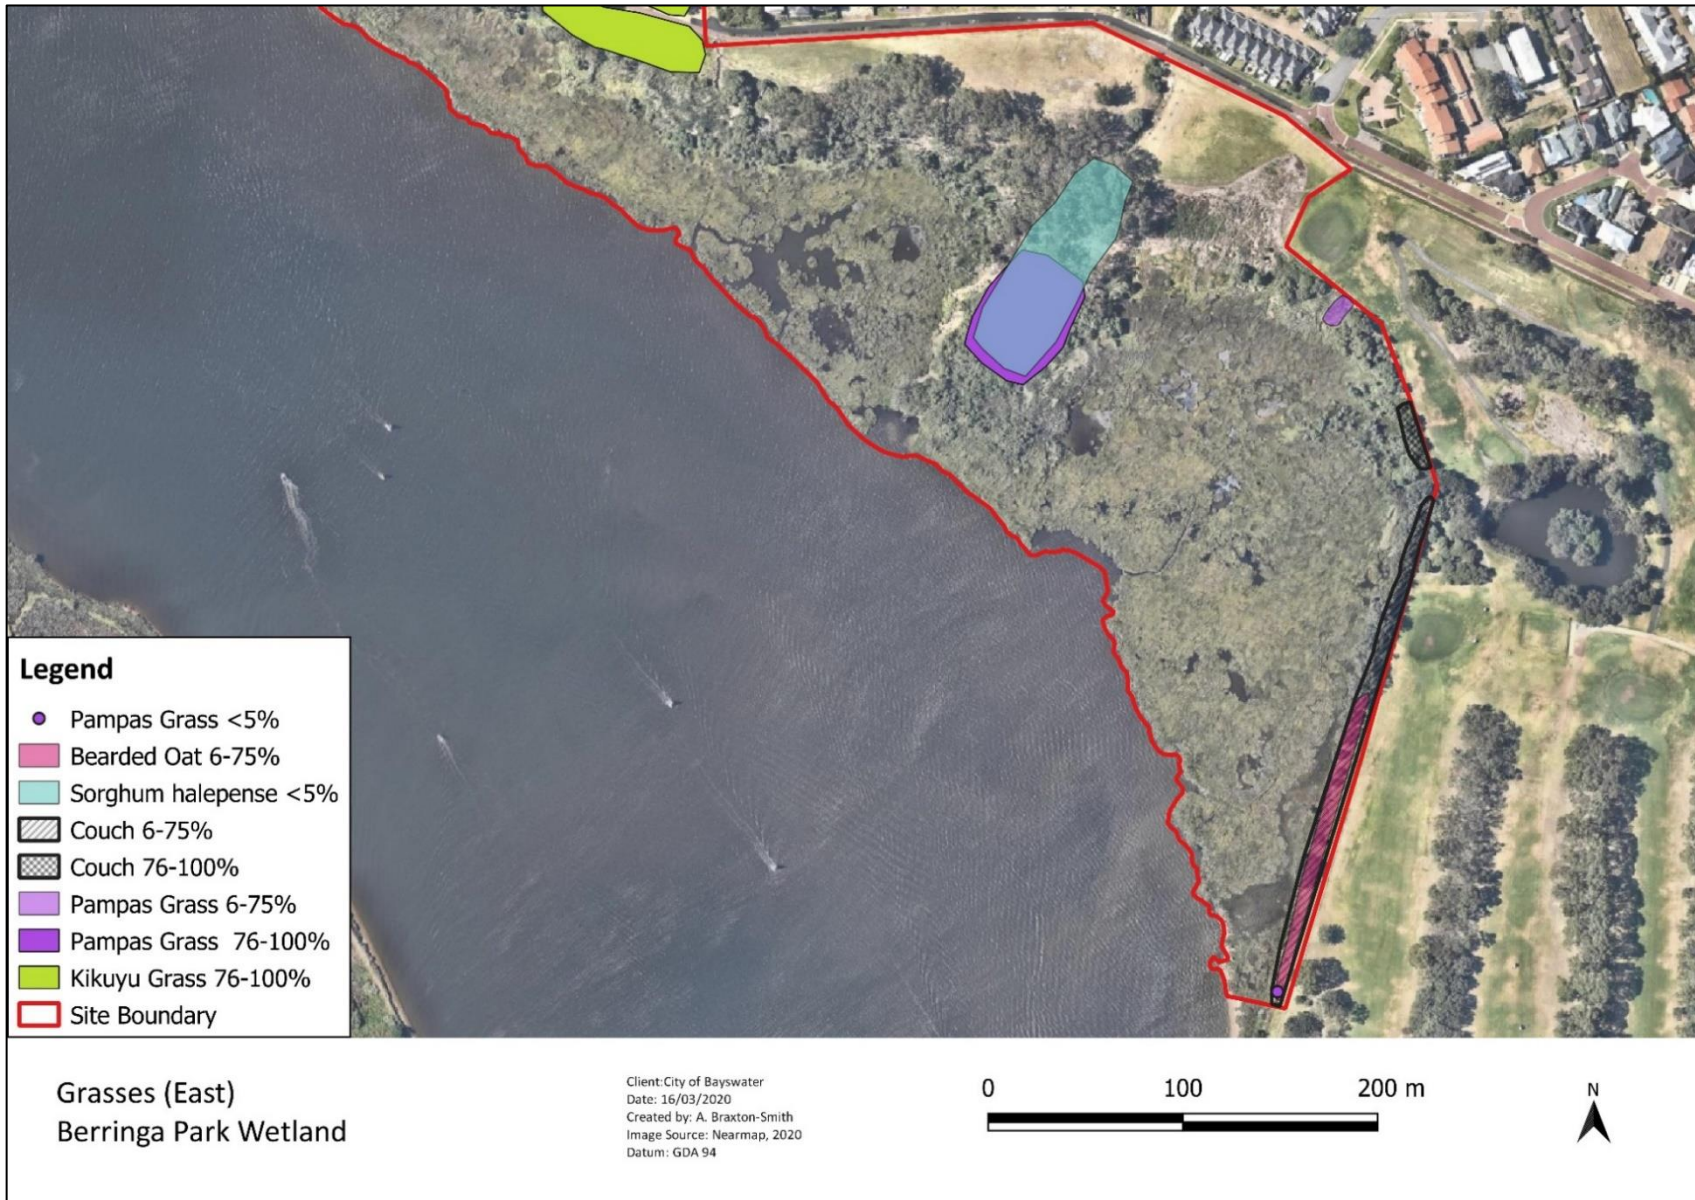 Legend
Pampas Grass <5%
Bearded Oat 6-75%
Sorghum halepense <5%
Couch 6-75%
Couch 76-100%
Pampas Grass 6-75%
Pampas Grass 76-100%
Kikuyu Grass 76-100%
Site Boundary
Grasses (East)
Berringa Park Wetland
Client:City of Bayswater
Date: 16/03/2020
Created by: A. Braxton-Smith
Image Source: Nearmap, 2020
Datum: GDA 94
0 100 200 m
N